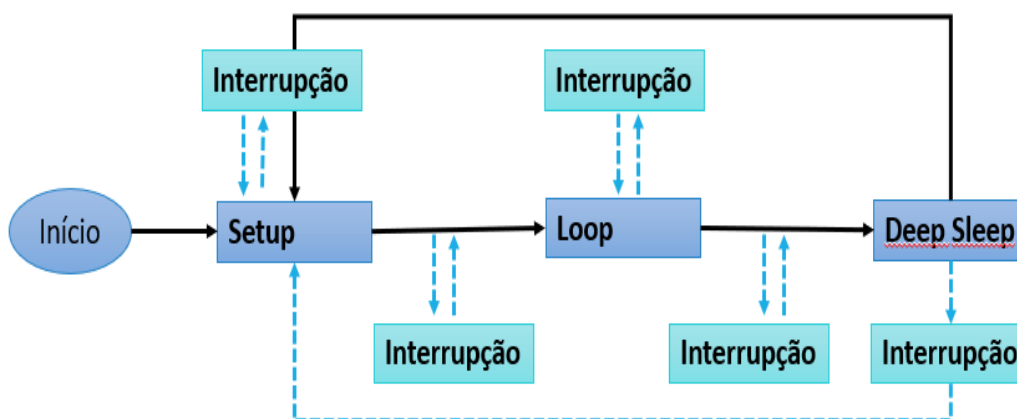 Interrupção
Interrupção
Início
Setup
Loop
Deep Sleep
Interrupção
Interrupção
Interrupção